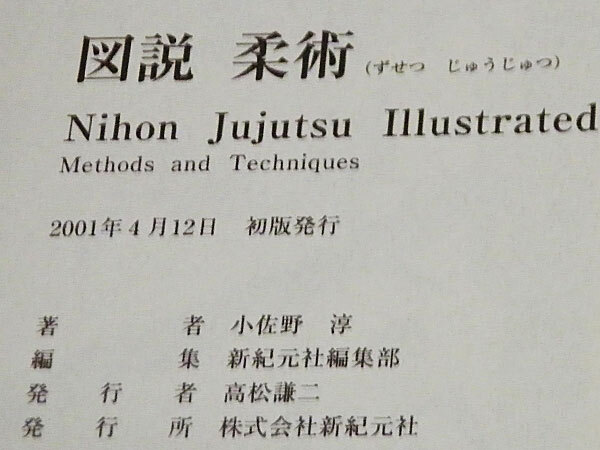 図説 柔術(ずせつ じゅうじゅつ)
Nihon Jujutsu Illustrated
Methods and Techniques
2001年4月12日 初版発行
著者 小佐野 淳
編集 新紀元社編集部
発行者 高松謙二
発行所 株式会社新紀元社